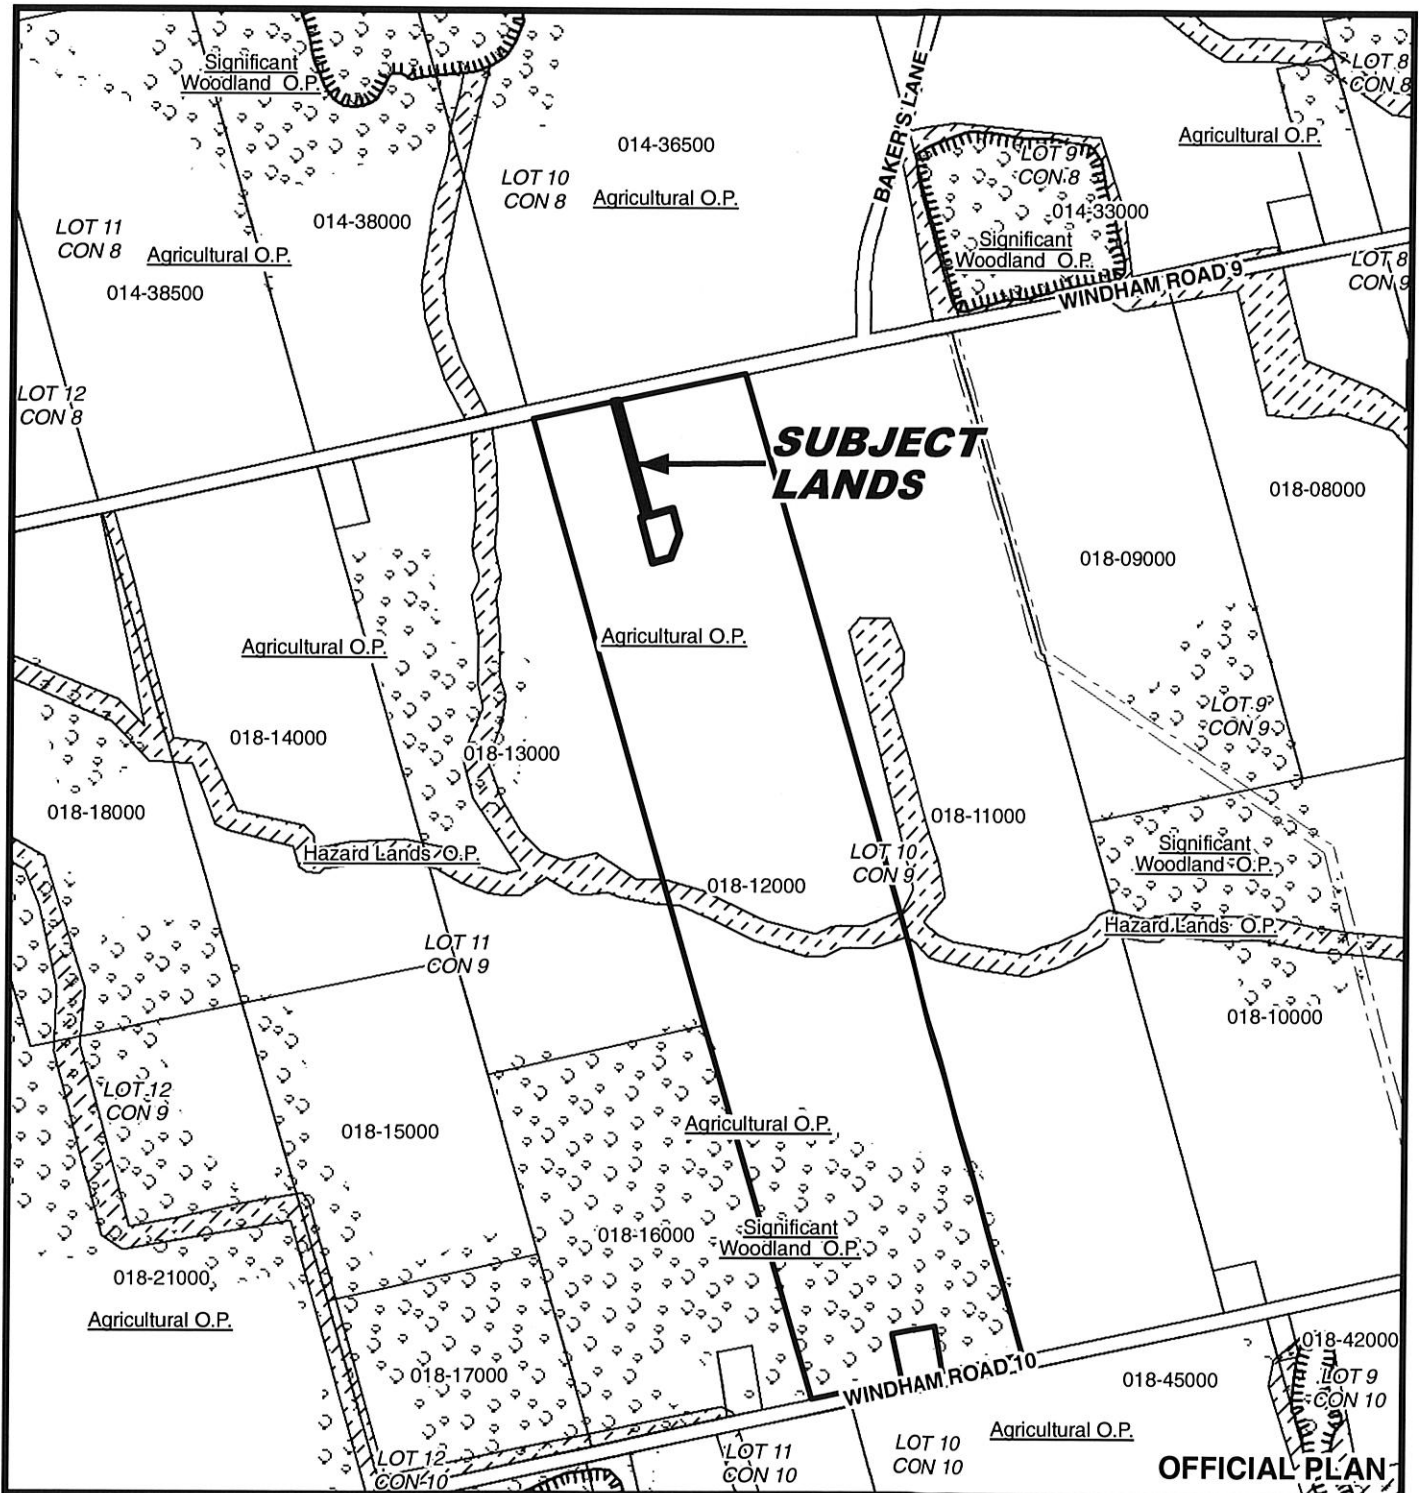 Significant
Woodland O.P.
LOT 8
CON 8
BAKER'S LANE
014-36500
Agricultural O.P.
LOT 9
CON 8
LOT 10
CON 8
Agricultural O.P.
014-38000
014-33000
LOT 11
CON 8
Agricultural O.P.
Significant
Woodland O.P.
014-38500
WINDHAM ROAD 9
LOT 8
CON 9
LOT 12
CON 8
SUBJECT
LANDS
018-08000
018-09000
Agricultural O.P.
Agricultural O.P.
LOT 9
CON 9
018-14000
018-13000
018-18000
018-11000
Hazard Lands O.P.
LOT 10
CON 9
Significant
Woodland O.P.
018-12000
Hazard Lands O.P.
LOT 11
CON 9
018-10000
LOT 12
CON 9
018-15000
Agricultural O.P.
018-16000
Significant
Woodland O.P.
018-21000
Agricultural O.P.
018-17000
WINDHAM ROAD 10
018-45000
018-42000
LOT 9
CON 10
LOT 12
CON 10
LOT 11
CON 10
LOT 10
CON 10
Agricultural O.P.
OFFICIAL PLAN